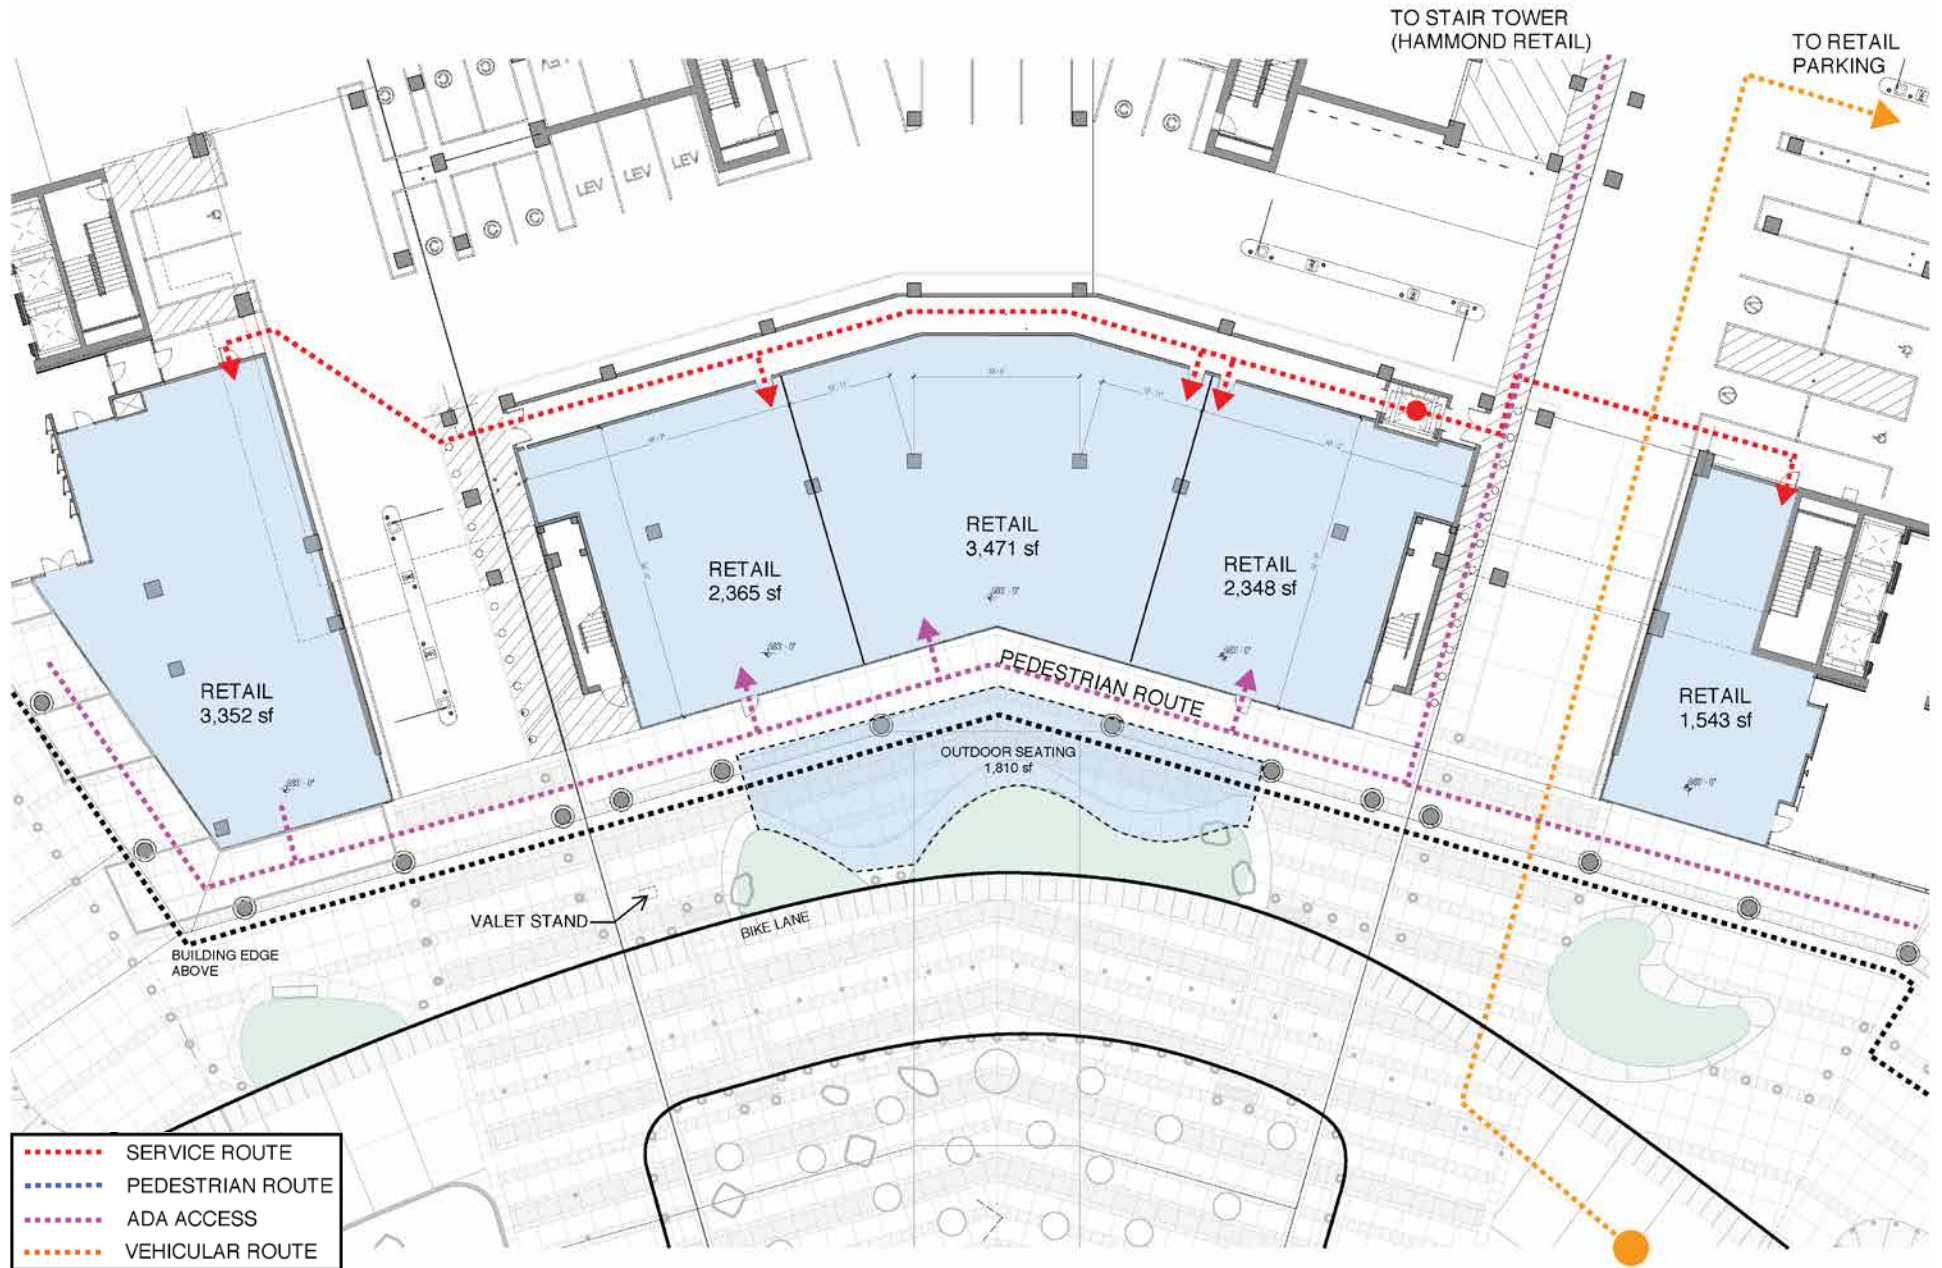 TO STAIR TOWER
(HAMMOND RETAIL)
TO RETAIL
PARKING
LEV
LEV
LEV
RETAIL
3,471 sf
RETAIL
2,365 sf
RETAIL
2,348 sf
RETAIL
3,352 sf
RETAIL
1,543 sf
PEDESTRIAN ROUTE
OUTDOOR SEATING
1,810 sf
VALET STAND
BIKE LANE
BUILDING EDGE
ABOVE
SERVICE ROUTE
PEDESTRIAN ROUTE
ADA ACCESS
VEHICULAR ROUTE